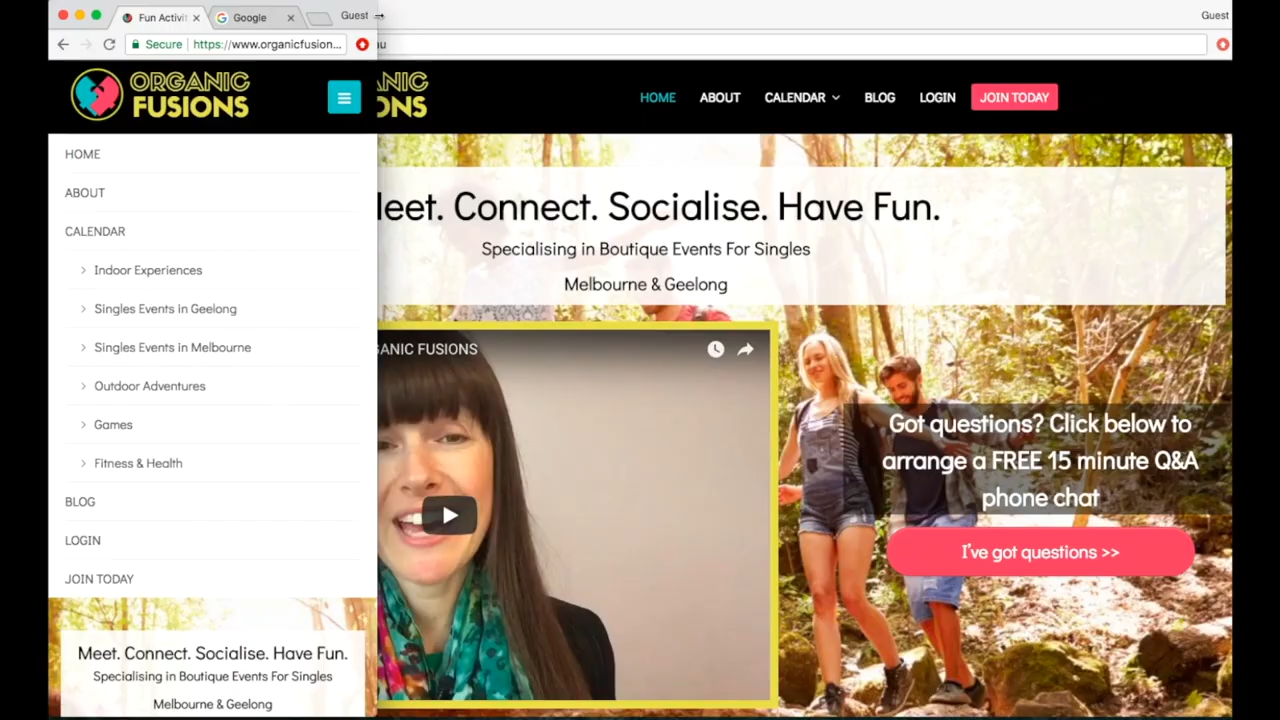 Fun Activit
Google
Guest
Secure
https://www.organicfusion...
ORGANIC
FUSIONS
HOME
ABOUT
CALENDAR
Indoor Experiences
Singles Events in Geelong
Singles Events in Melbourne
Outdoor Adventures
Games
Fitness & Health
BLOG
LOGIN
JOIN TODAY
Meet. Connect. Socialise. Have Fun.
Specialising in Boutique Events For Singles
Melbourne & Geelong
Guest
au
ANIC
ONS
HOME
ABOUT
CALENDAR
BLOG
LOGIN
JOIN TODAY
leet. Connect. Socialise. Have Fun.
Specialising in Boutique Events For Singles
Melbourne & Geelong
GANIC FUSIONS
Got questions? Click below to
arrange a FREE 15 minute Q&A
phone chat
I've got questions >>